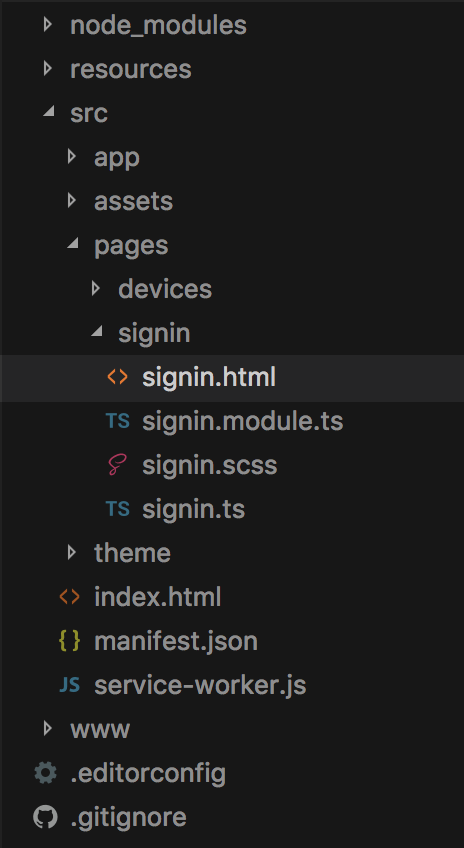 node_modules
resources
src
app
assets
pages
devices
signin
<> signin.html
TS signin.module.ts
signin.scss
TS signin.ts
theme
<> index.html
{} manifest.json
JS service-worker.js
www
.editorconfig
.gitignore